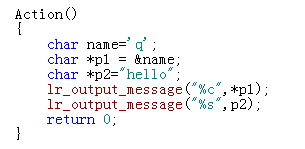 Action()
{
    char name='q';
    char *p1 = &name;
    char *p2="hello";
    lr_output_message("%c",*p1);
    lr_output_message("%s",p2);
    return 0;
}